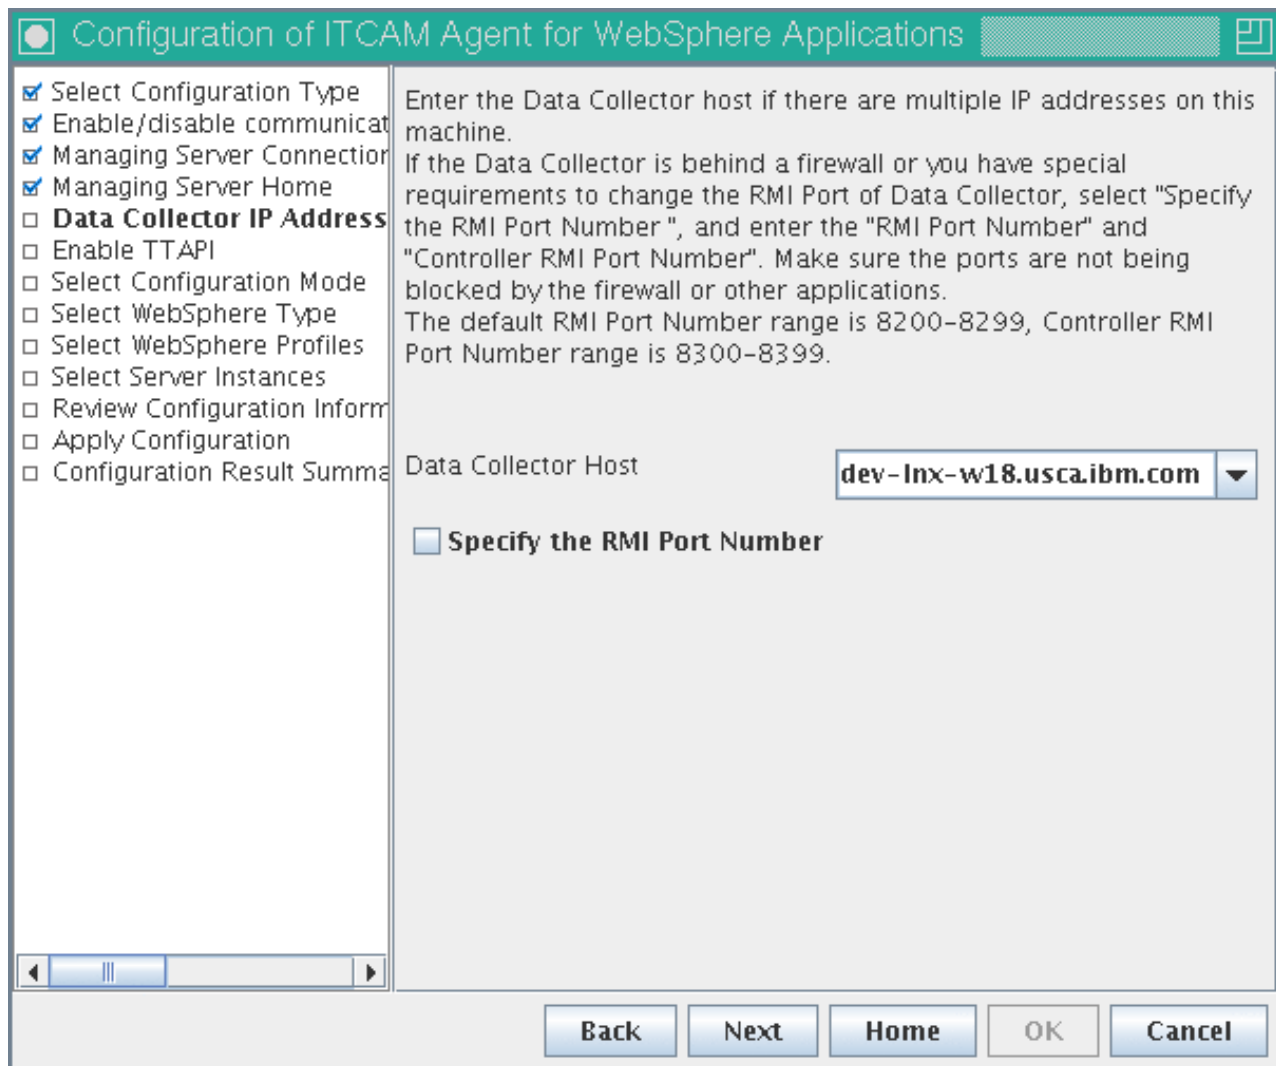 Configuration of ITCAM Agent for WebSphere Applications
Select Configuration Type
Enable/disable communicat
Managing Server Connection
Managing Server Home
Data Collector IP Address
Enable TTAPI
Select Configuration Mode
Select WebSphere Type
Select WebSphere Profiles
Select Server Instances
Review Configuration Inform
Apply Configuration
Configuration Result Summa
Enter the Data Collector host if there are multiple IP addresses on this
machine.
If the Data Collector is behind a firewall or you have special
requirements to change the RMI Port of Data Collector, select "Specify
the RMI Port Number ", and enter the "RMI Port Number" and
"Controller RMI Port Number". Make sure the ports are not being
blocked by the firewall or other applications.
The default RMI Port Number range is 8200-8299, Controller RMI
Port Number range is 8300-8399.
Data Collector Host
dev-lnx-w18.usca.ibm.com
Specify the RMI Port Number
Back
Next
Home
OK
Cancel